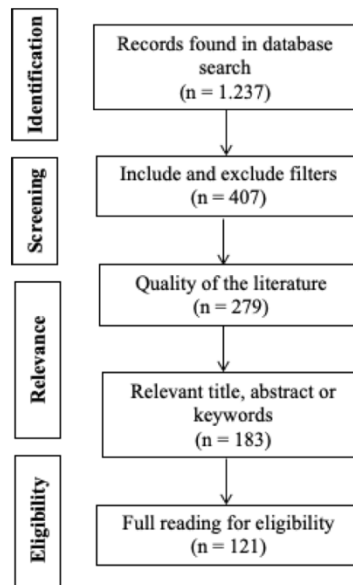 Identification
Records found in database
search
(n = 1.237)
Screening
Include and exclude filters
(n = 407)
Relevance
Quality of the literature
(n = 279)
Relevant title, abstract or
keywords
(n = 183)
Eligibility
Full reading for eligibility
(n = 121)